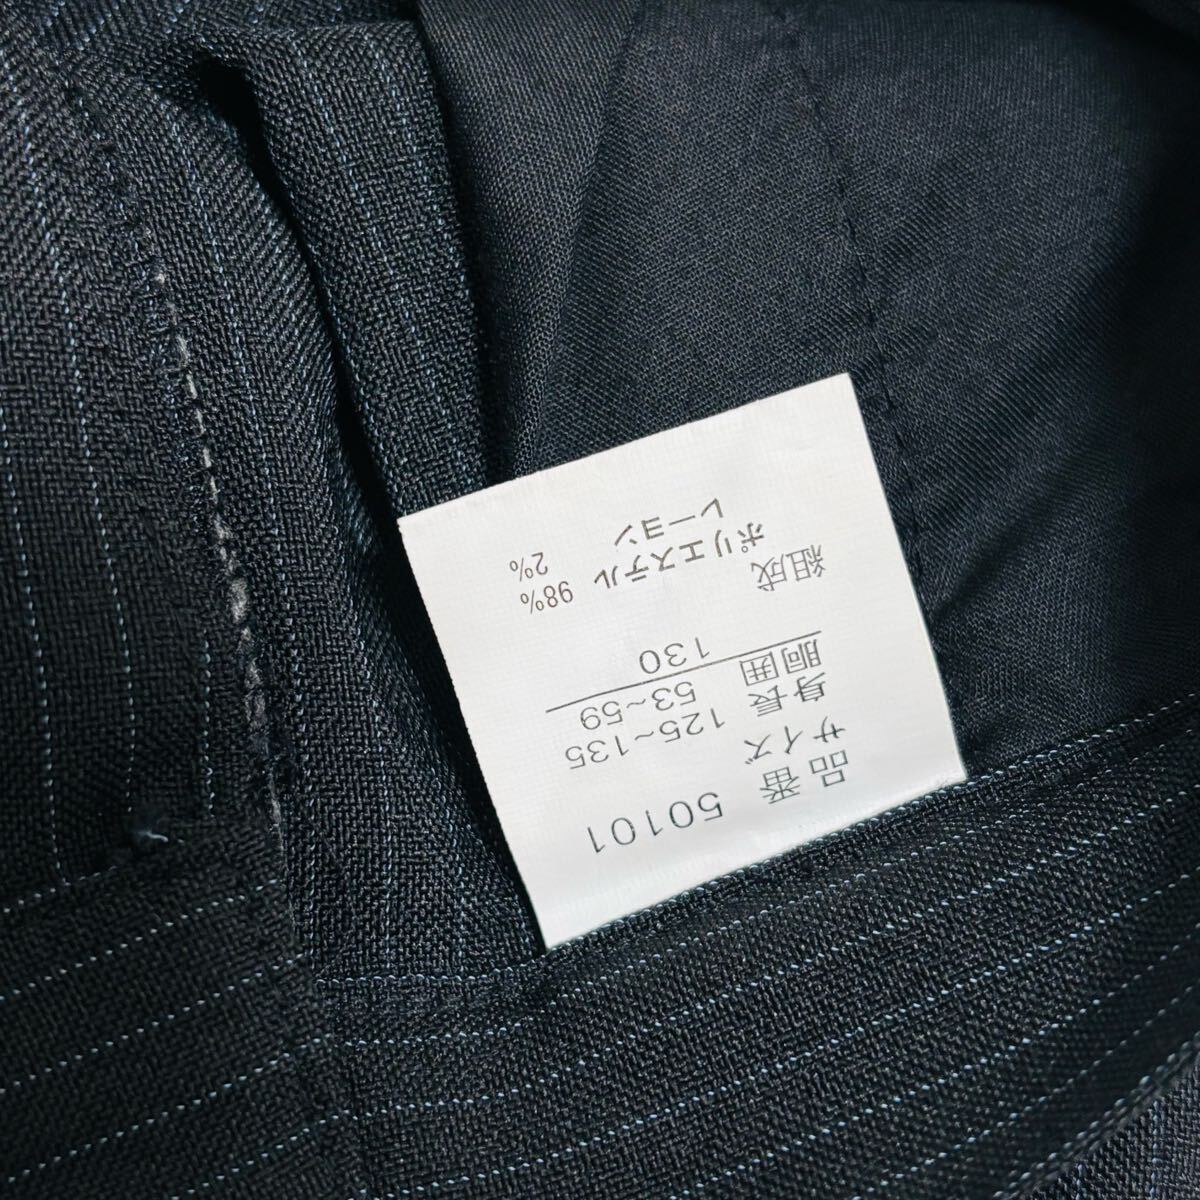 品番 50101
サイズ
身長 125~135
胴囲 53~59
130
組成
ポリエステル 98%
レーヨン 2%